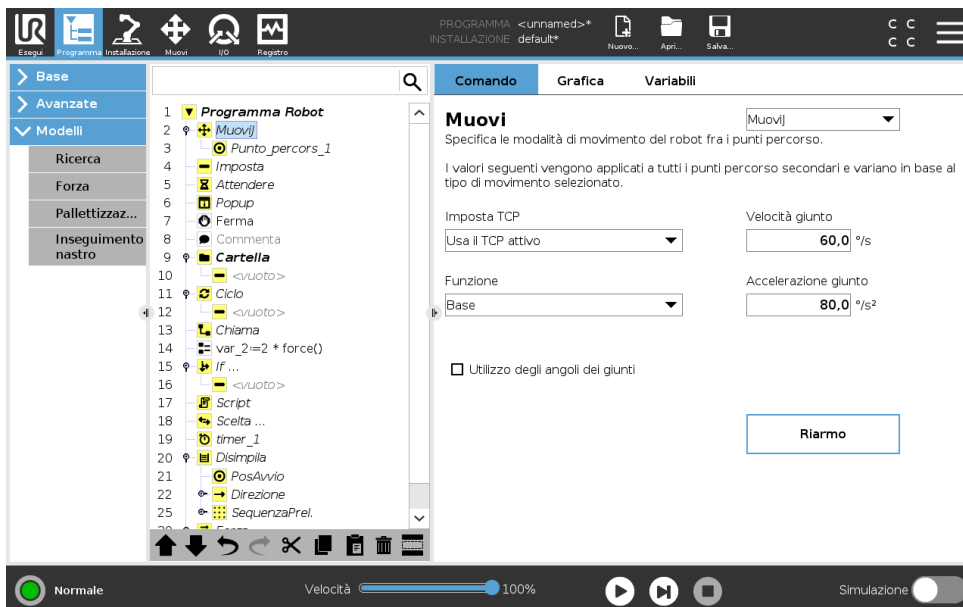 PROGRAMMA <unnamed>*
INSTALLAZIONE default*
Esegui
Programma
Installazione
Muovi
I/O
Registro
Nuovo...
Apri...
Salva...
C C
C C
Base
Avanzate
Modelli
Ricerca
Forza
Pallettizzaz...
Inseguimento
nastro
1 Programma Robot
2 MuoviJ
3 Punto_percors_1
4 Imposta
5 Attendere
6 Popup
7 Ferma
8 Commenta
9 Cartella
10 <vuoto>
11 Ciclo
12 <vuoto>
13 Chiama
14 var_2:=2 * force()
15 If ...
16 <vuoto>
17 Script
18 Scelta ...
19 timer_1
20 Disimpila
21 PosAvvio
22 Direzione
25 SequenzaPrel.
Comando
Grafica
Variabili
Muovi
MuoviJ
Specifica le modalità di movimento del robot fra i punti percorso.
I valori seguenti vengono applicati a tutti i punti percorso secondari e variano in base al
tipo di movimento selezionato.
Imposta TCP
Velocità giunto
Usa il TCP attivo
60,0 °/s
Funzione
Accelerazione giunto
Base
80,0 °/s²
Utilizzo degli angoli dei giunti
Riarmo
Normale
Velocità
100%
Simulazione